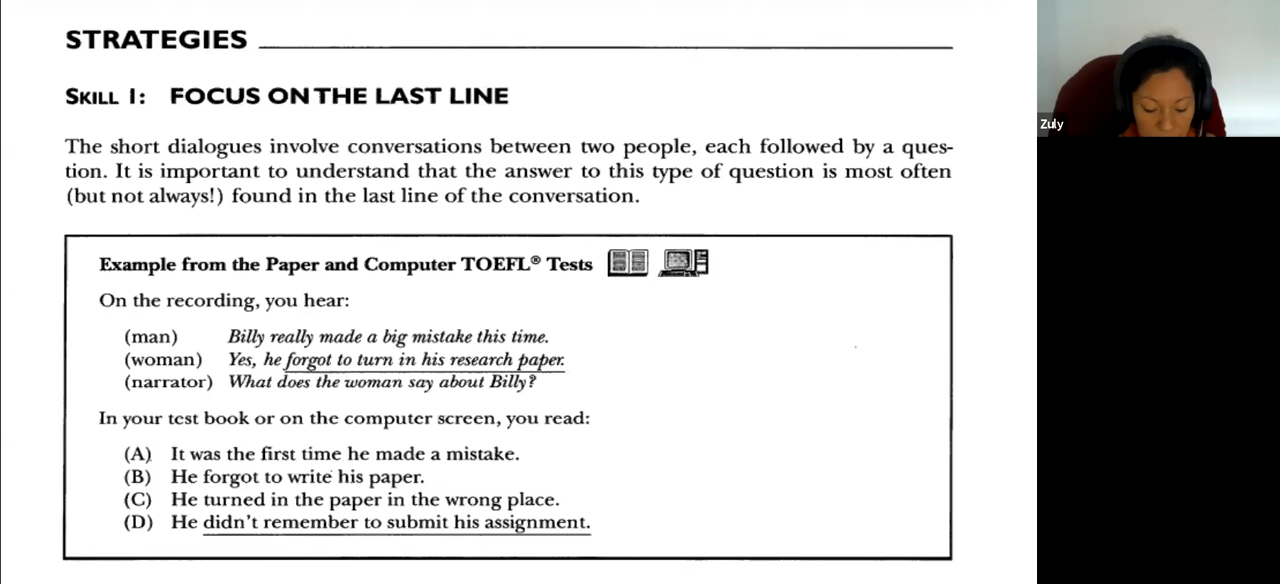 STRATEGIES
SKILL 1: FOCUS ON THE LAST LINE
The short dialogues involve conversations between two people, each followed by a ques-
tion. It is important to understand that the answer to this type of question is most often
(but not always!) found in the last line of the conversation.
Example from the Paper and Computer TOEFL® Tests
On the recording, you hear:
(man) Billy really made a big mistake this time.
(woman) Yes, he forgot to turn in his research paper.
(narrator) What does the woman say about Billy?
In your test book or on the computer screen, you read:
(A) It was the first time he made a mistake.
(B) He forgot to write his paper.
(C) He turned in the paper in the wrong place.
(D) He didn't remember to submit his assignment.
Zuly